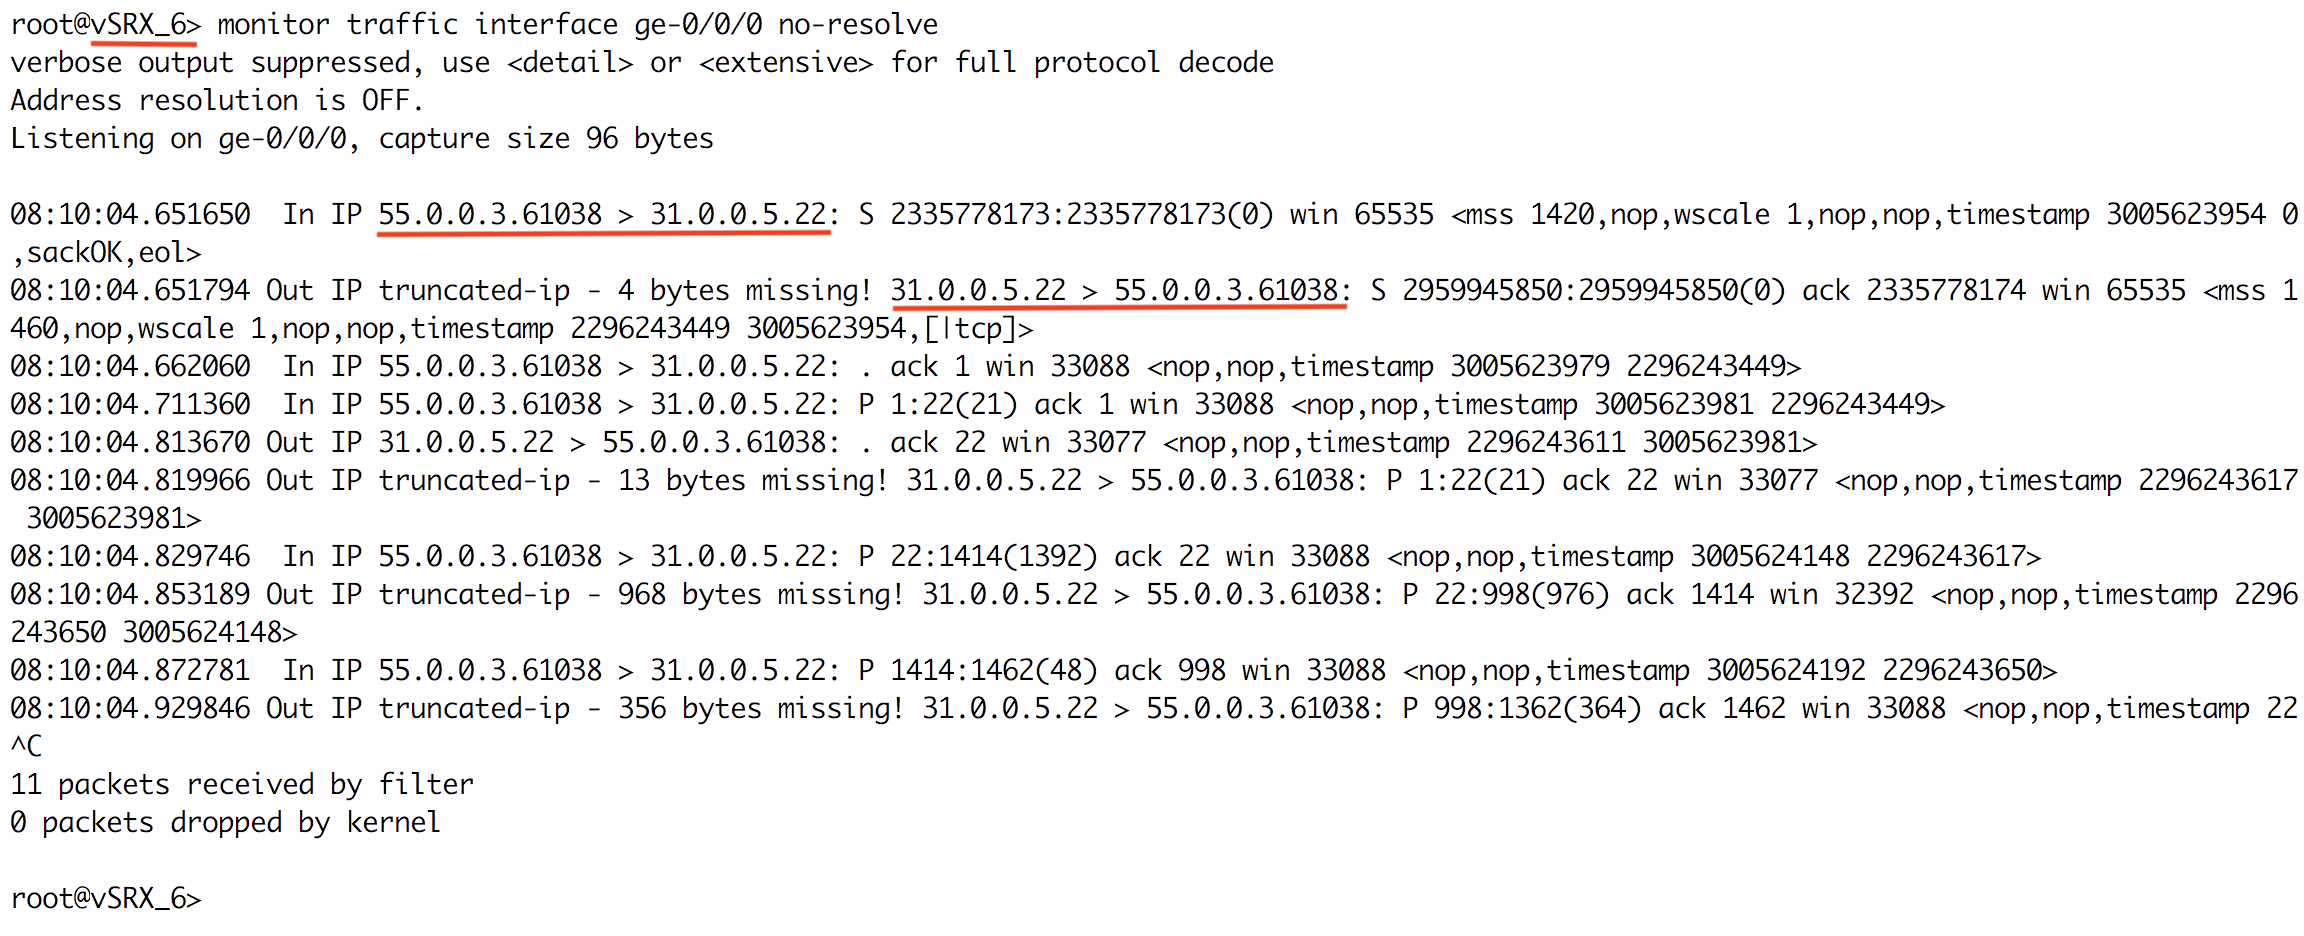 root@vSRX_6> monitor traffic interface ge-0/0/0 no-resolve
verbose output suppressed, use <detail> or <extensive> for full protocol decode
Address resolution is OFF.
Listening on ge-0/0/0, capture size 96 bytes

08:10:04.651650  In IP 55.0.0.3.61038 > 31.0.0.5.22: S 2335778173:2335778173(0) win 65535 <mss 1420,nop,wscale 1,nop,nop,timestamp 3005623954 0
,sackOK,eol>
08:10:04.651794 Out IP truncated-ip - 4 bytes missing! 31.0.0.5.22 > 55.0.0.3.61038: S 2959945850:2959945850(0) ack 2335778174 win 65535 <mss 1
460,nop,wscale 1,nop,nop,timestamp 2296243449 3005623954,[|tcp]>
08:10:04.662060  In IP 55.0.0.3.61038 > 31.0.0.5.22: . ack 1 win 33088 <nop,nop,timestamp 3005623979 2296243449>
08:10:04.711360  In IP 55.0.0.3.61038 > 31.0.0.5.22: P 1:22(21) ack 1 win 33088 <nop,nop,timestamp 3005623981 2296243449>
08:10:04.813670 Out IP 31.0.0.5.22 > 55.0.0.3.61038: . ack 22 win 33077 <nop,nop,timestamp 2296243611 3005623981>
08:10:04.819966 Out IP truncated-ip - 13 bytes missing! 31.0.0.5.22 > 55.0.0.3.61038: P 1:22(21) ack 22 win 33077 <nop,nop,timestamp 2296243617
 3005623981>
08:10:04.829746  In IP 55.0.0.3.61038 > 31.0.0.5.22: P 22:1414(1392) ack 22 win 33088 <nop,nop,timestamp 3005624148 2296243617>
08:10:04.853189 Out IP truncated-ip - 968 bytes missing! 31.0.0.5.22 > 55.0.0.3.61038: P 22:998(976) ack 1414 win 32392 <nop,nop,timestamp 2296
243650 3005624148>
08:10:04.872781  In IP 55.0.0.3.61038 > 31.0.0.5.22: P 1414:1462(48) ack 998 win 33088 <nop,nop,timestamp 3005624192 2296243650>
08:10:04.929846 Out IP truncated-ip - 356 bytes missing! 31.0.0.5.22 > 55.0.0.3.61038: P 998:1362(364) ack 1462 win 33088 <nop,nop,timestamp 22
^C
11 packets received by filter
0 packets dropped by kernel

root@vSRX_6>